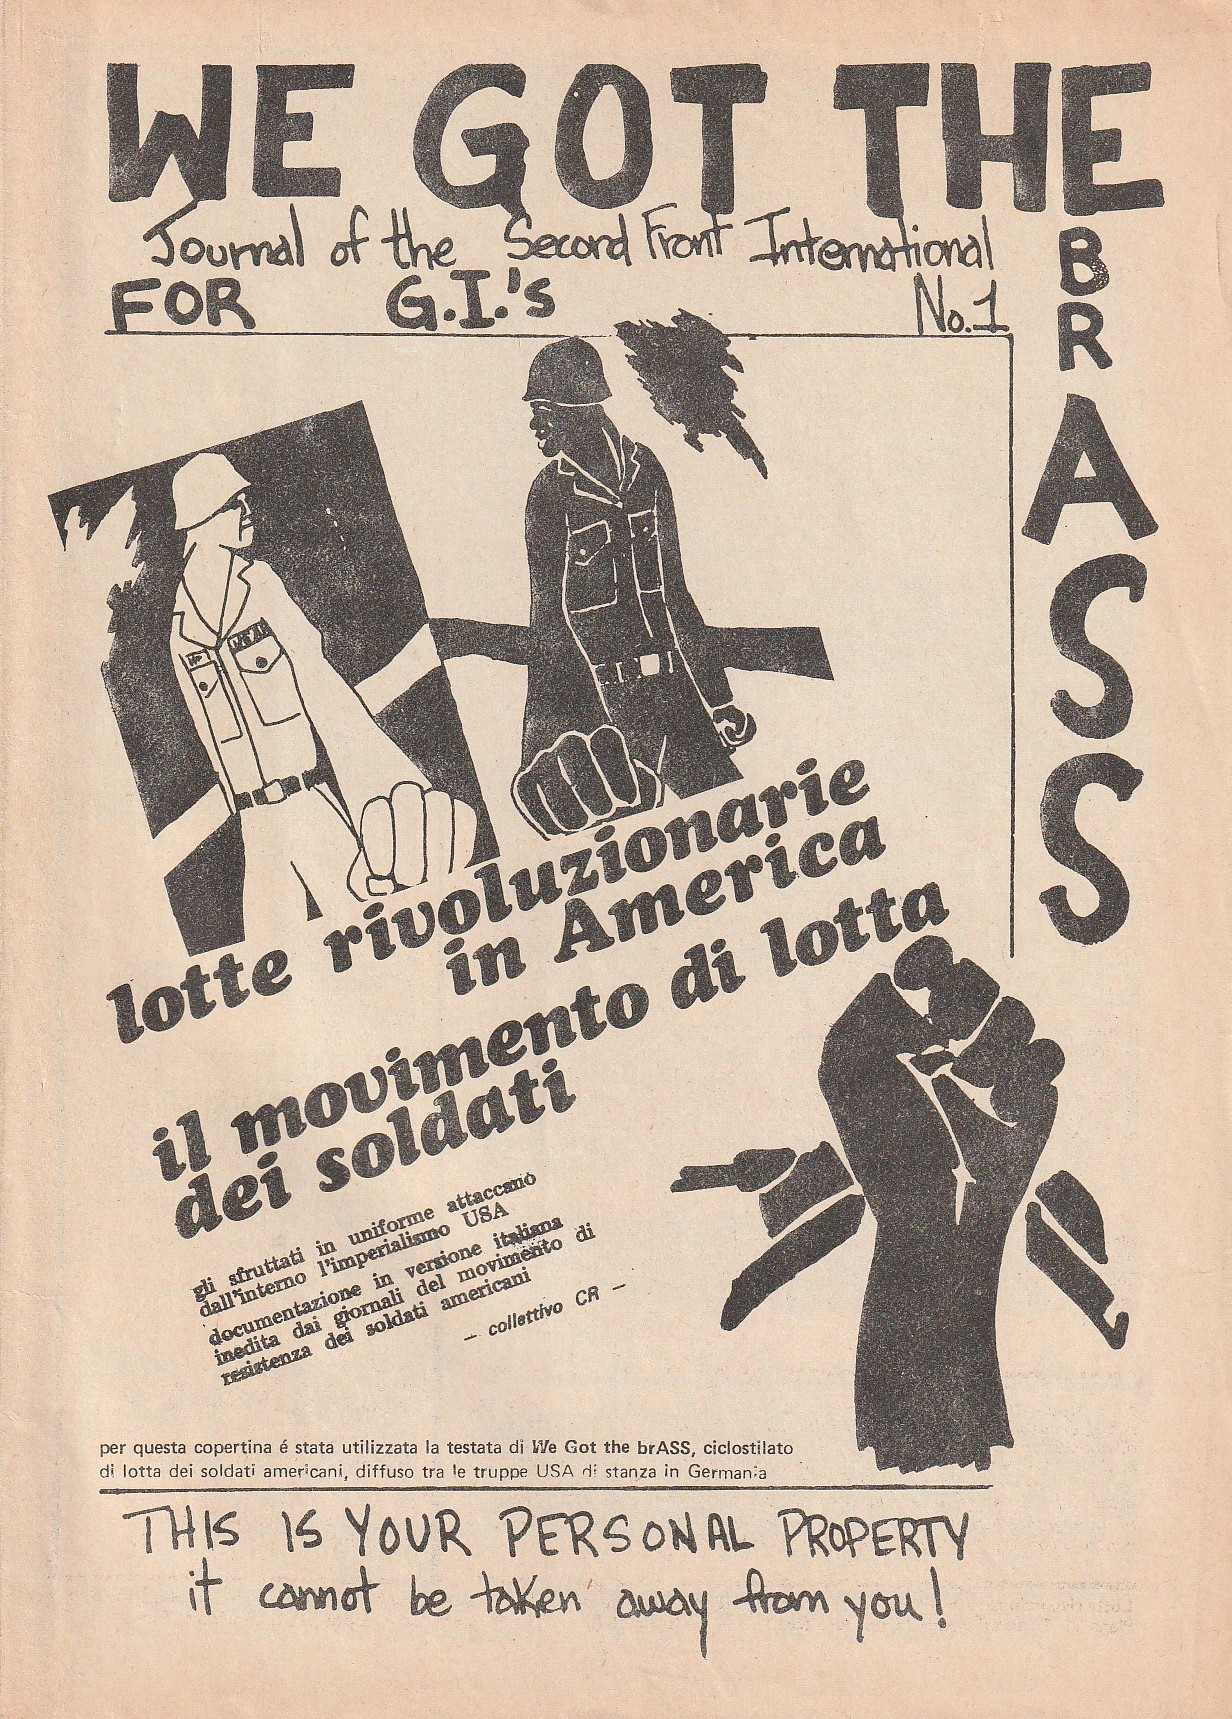 WE GOT THE
BRASS
Journal of the Second Front International
FOR G.I.'s No.1
lotte rivoluzionarie
in America
il movimento di lotta
dei soldati
gli sfruttati in uniforme attaccano
dall'interno l'imperialismo USA
documentazione in versione italiana
inedita dai giornali del movimento di
resistenza dei soldati americani
— collettivo CR —
per questa copertina é stata utilizzata la testata di We Got the brASS, ciclostilato
di lotta dei soldati americani, diffuso tra le truppe USA di stanza in Germania
THIS IS YOUR PERSONAL PROPERTY
it cannot be taken away from you!